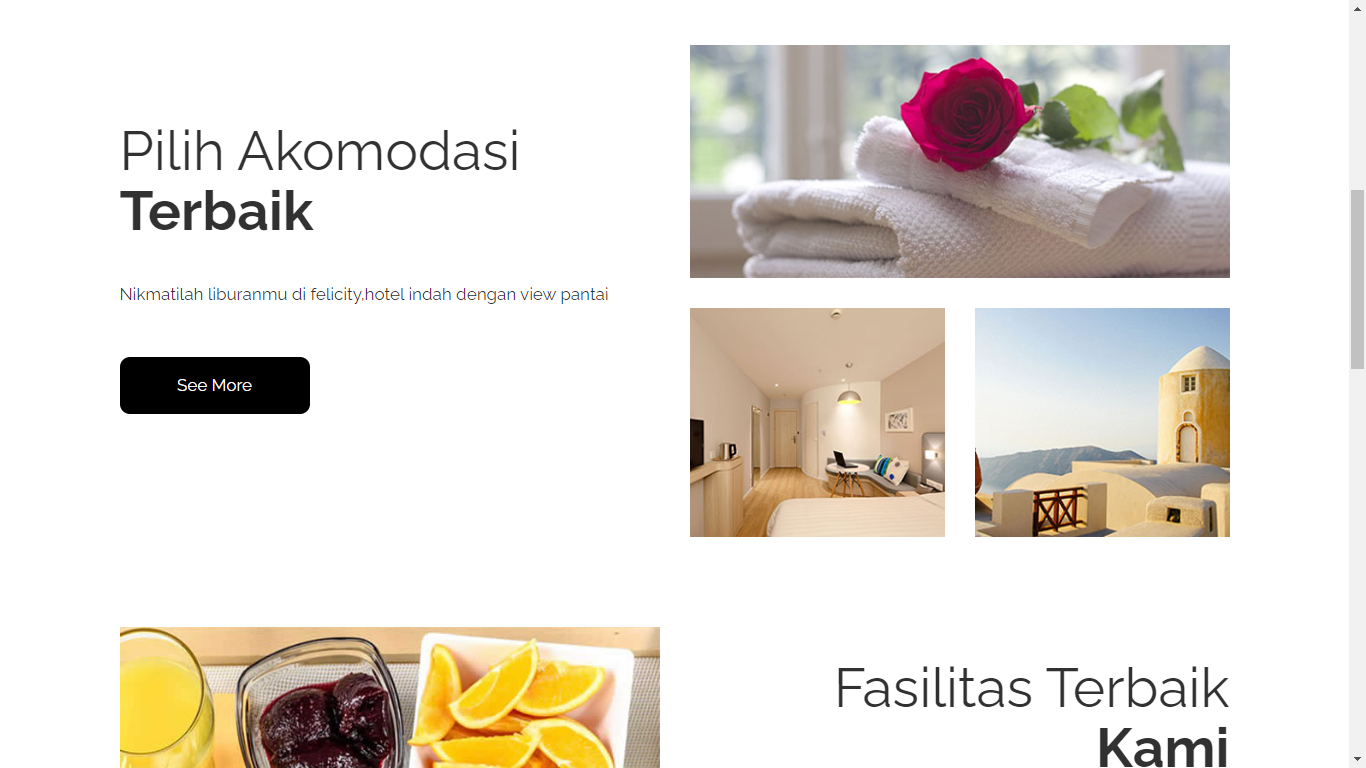 Pilih Akomodasi
Terbaik
Nikmatilah liburanmu di felicity,hotel indah dengan view pantai
See More
Fasilitas Terbaik
Kami